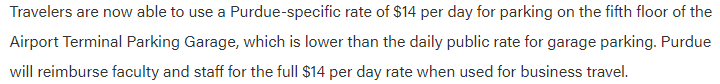 Travelers are now able to use a Purdue-specific rate of $14 per day for parking on the fifth floor of the
Airport Terminal Parking Garage, which is lower than the daily public rate for garage parking. Purdue
will reimburse faculty and staff for the full $14 per day rate when used for business travel.